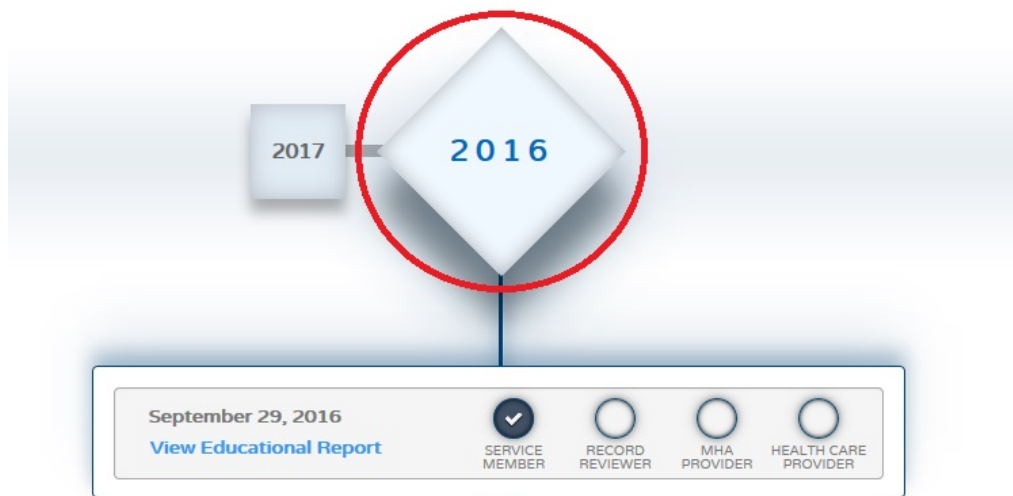 2017
2016
September 29, 2016
View Educational Report
SERVICE
MEMBER
RECORD
REVIEWER
MHA
PROVIDER
HEALTH CARE
PROVIDER